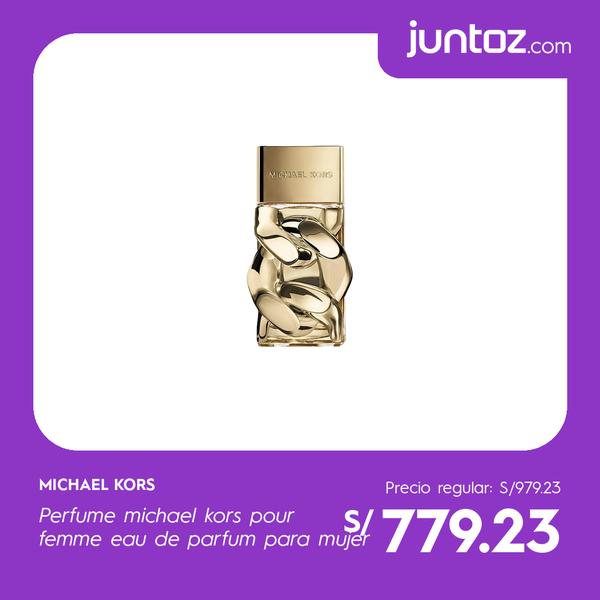 juntoz.com
MICHAEL KORS
MICHAEL KORS
Precio regular: S/979.23
Perfume michael kors pour
femme eau de parfum para mujer
S/ 779.23